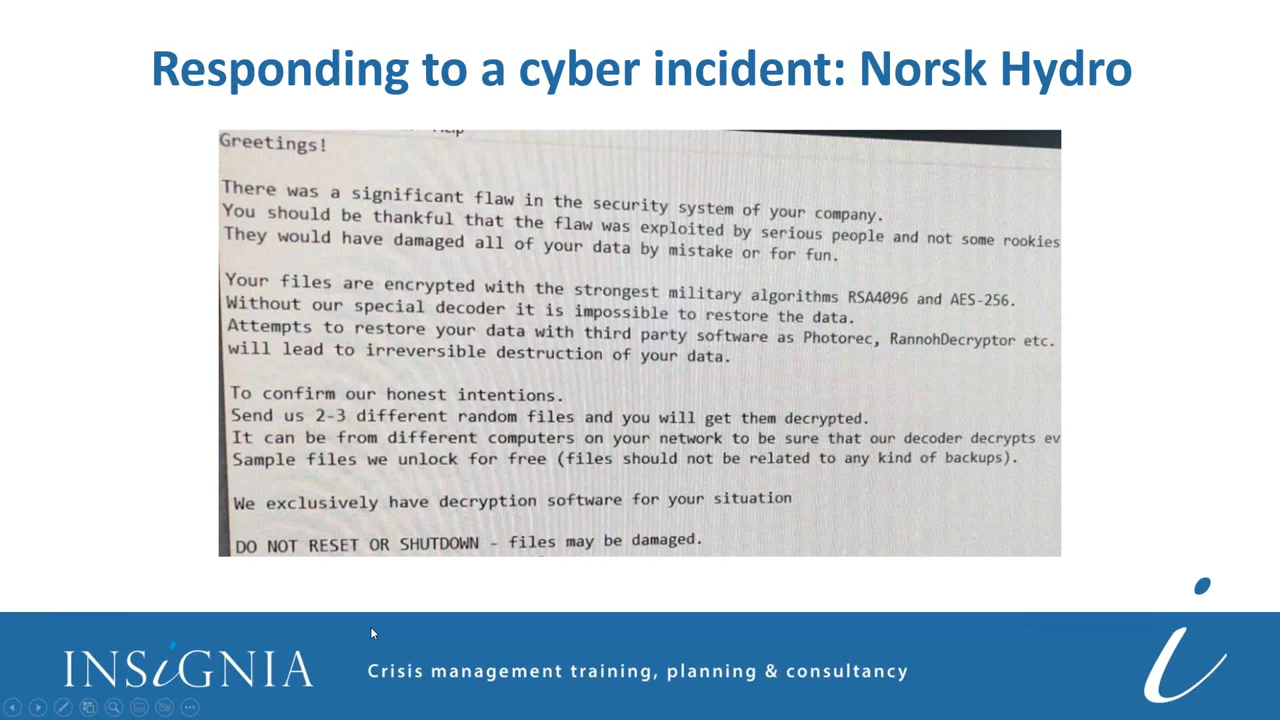 Responding to a cyber incident: Norsk Hydro
Greetings!
There was a significant flaw in the security system of your company.
You should be thankful that the flaw was exploited by serious people and not some rookies
They would have damaged all of your data by mistake or for fun.
Your files are encrypted with the strongest military algorithms RSA4096 and AES-256.
Without our special decoder it is impossible to restore the data.
Attempts to restore your data with third party software as Photorec, RannohDecryptor etc.
will lead to irreversible destruction of your data.
To confirm our honest intentions.
Send us 2-3 different random files and you will get them decrypted.
It can be from different computers on your network to be sure that our decoder decrypts ev
Sample files we unlock for free (files should not be related to any kind of backups).
We exclusively have decryption software for your situation
DO NOT RESET OR SHUTDOWN - files may be damaged.
INSiGNIA
Crisis management training, planning & consultancy
i